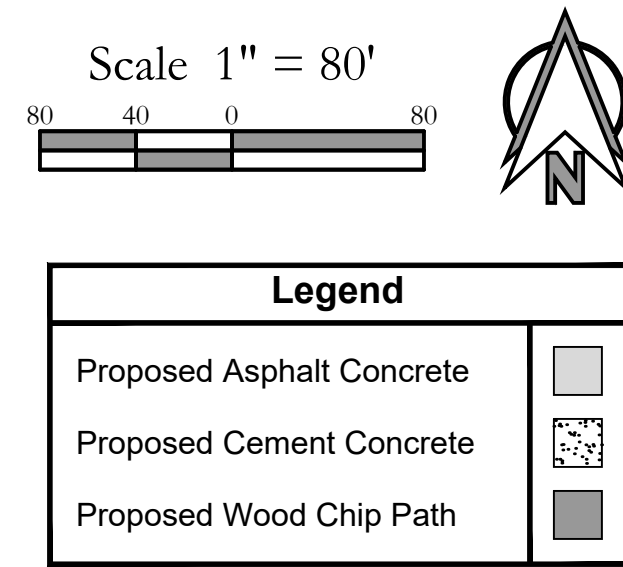 Scale 1" = 80'
80 40 0 80
N
Legend
Proposed Asphalt Concrete
Proposed Cement Concrete
Proposed Wood Chip Path